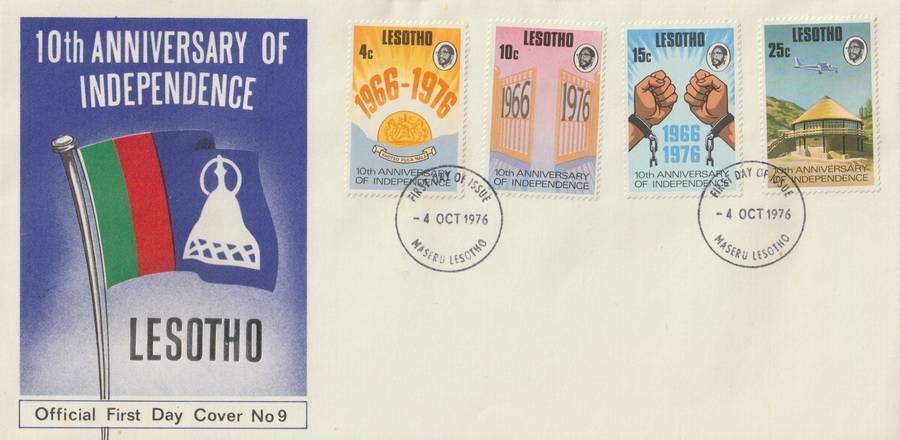 10th ANNIVERSARY OF
INDEPENDENCE
LESOTHO
Official First Day Cover No 9
LESOTHO
4c
1966-1976
KHOTSO PULA NALA
10th ANNIVERSARY
OF INDEPENDENCE
LESOTHO
10c
1966
1976
10th ANNIVERSARY
OF INDEPENDENCE
LESOTHO
15c
1966
1976
10th ANNIVERSARY
OF INDEPENDENCE
LESOTHO
25c
10th ANNIVERSARY
OF INDEPENDENCE
FIRST DAY OF ISSUE
- 4 OCT 1976
MASERU LESOTHO
FIRST DAY OF ISSUE
- 4 OCT 1976
MASERU LESOTHO